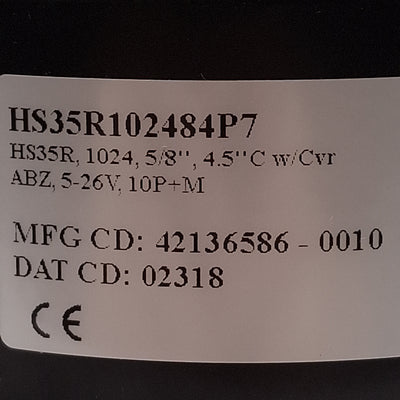 HS35R102484P7
HS35R, 1024, 5/8'', 4.5''C w/Cvr
ABZ, 5-26V, 10P+M
MFG CD: 42136586 - 0010
DAT CD: 02318
CE